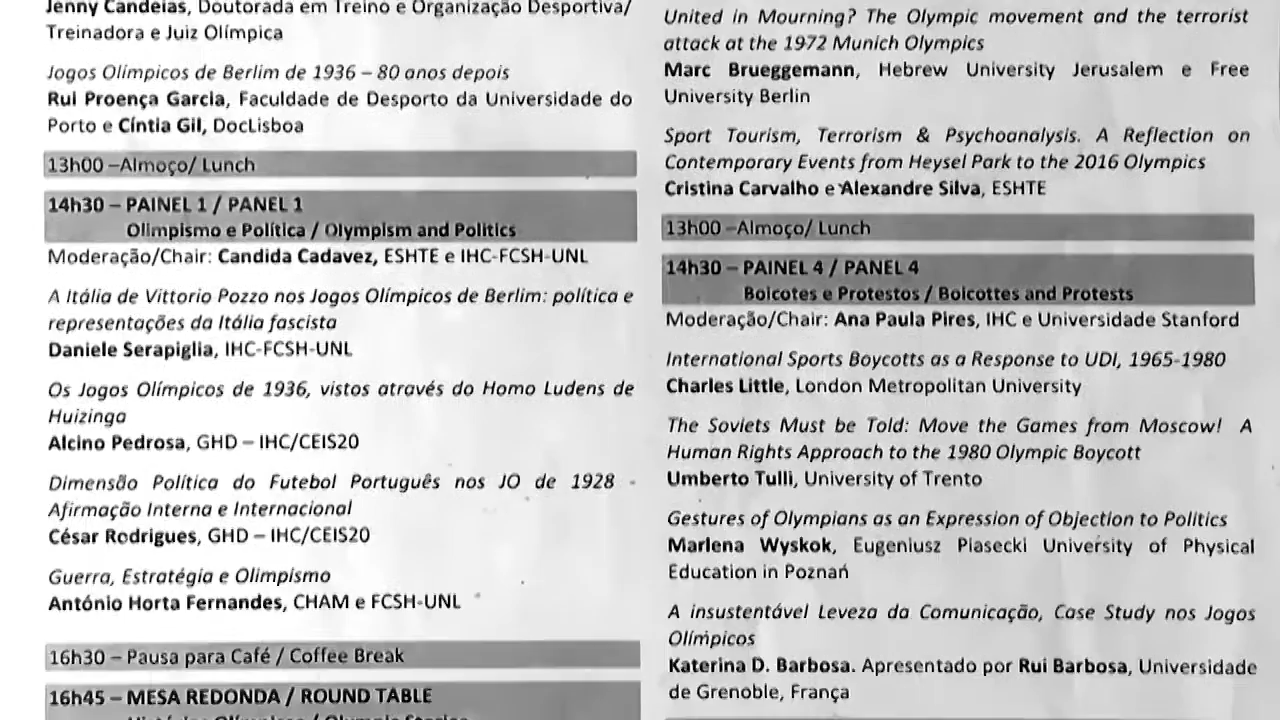 Jenny Candeias, Doutorada em Treino e Organização Desportiva/
Treinadora e Juiz Olímpica
Jogos Olímpicos de Berlim de 1936 – 80 anos depois
Rui Proença Garcia, Faculdade de Desporto da Universidade do
Porto e Cíntia Gil, DocLisboa
13h00 –Almoço/ Lunch
14h30 – PAINEL 1 / PANEL 1
Olimpismo e Política / Olympism and Politics
Moderação/Chair: Candida Cadavez, ESHTE e IHC-FCSH-UNL
A Itália de Vittorio Pozzo nos Jogos Olímpicos de Berlim: política e
representações da Itália fascista
Daniele Serapiglia, IHC-FCSH-UNL
Os Jogos Olímpicos de 1936, vistos através do Homo Ludens de
Huizinga
Alcino Pedrosa, GHD – IHC/CEIS20
Dimensão Política do Futebol Português nos JO de 1928 -
Afirmação Interna e Internacional
César Rodrigues, GHD – IHC/CEIS20
Guerra, Estratégia e Olimpismo
António Horta Fernandes, CHAM e FCSH-UNL
16h30 – Pausa para Café / Coffee Break
16h45 – MESA REDONDA / ROUND TABLE
Histórias Olímpicas / Olympic Stories
United in Mourning? The Olympic movement and the terrorist
attack at the 1972 Munich Olympics
Marc Brueggemann, Hebrew University Jerusalem e Free
University Berlin
Sport Tourism, Terrorism & Psychoanalysis. A Reflection on
Contemporary Events from Heysel Park to the 2016 Olympics
Cristina Carvalho e Alexandre Silva, ESHTE
13h00 –Almoço/ Lunch
14h30 – PAINEL 4 / PANEL 4
Boicotes e Protestos / Boicottes and Protests
Moderação/Chair: Ana Paula Pires, IHC e Universidade Stanford
International Sports Boycotts as a Response to UDI, 1965-1980
Charles Little, London Metropolitan University
The Soviets Must be Told: Move the Games from Moscow! A
Human Rights Approach to the 1980 Olympic Boycott
Umberto Tulli, University of Trento
Gestures of Olympians as an Expression of Objection to Politics
Marlena Wyskok, Eugeniusz Piasecki University of Physical
Education in Poznań
A insustentável Leveza da Comunicação, Case Study nos Jogos
Olímpicos
Katerina D. Barbosa. Apresentado por Rui Barbosa, Universidade
de Grenoble, França